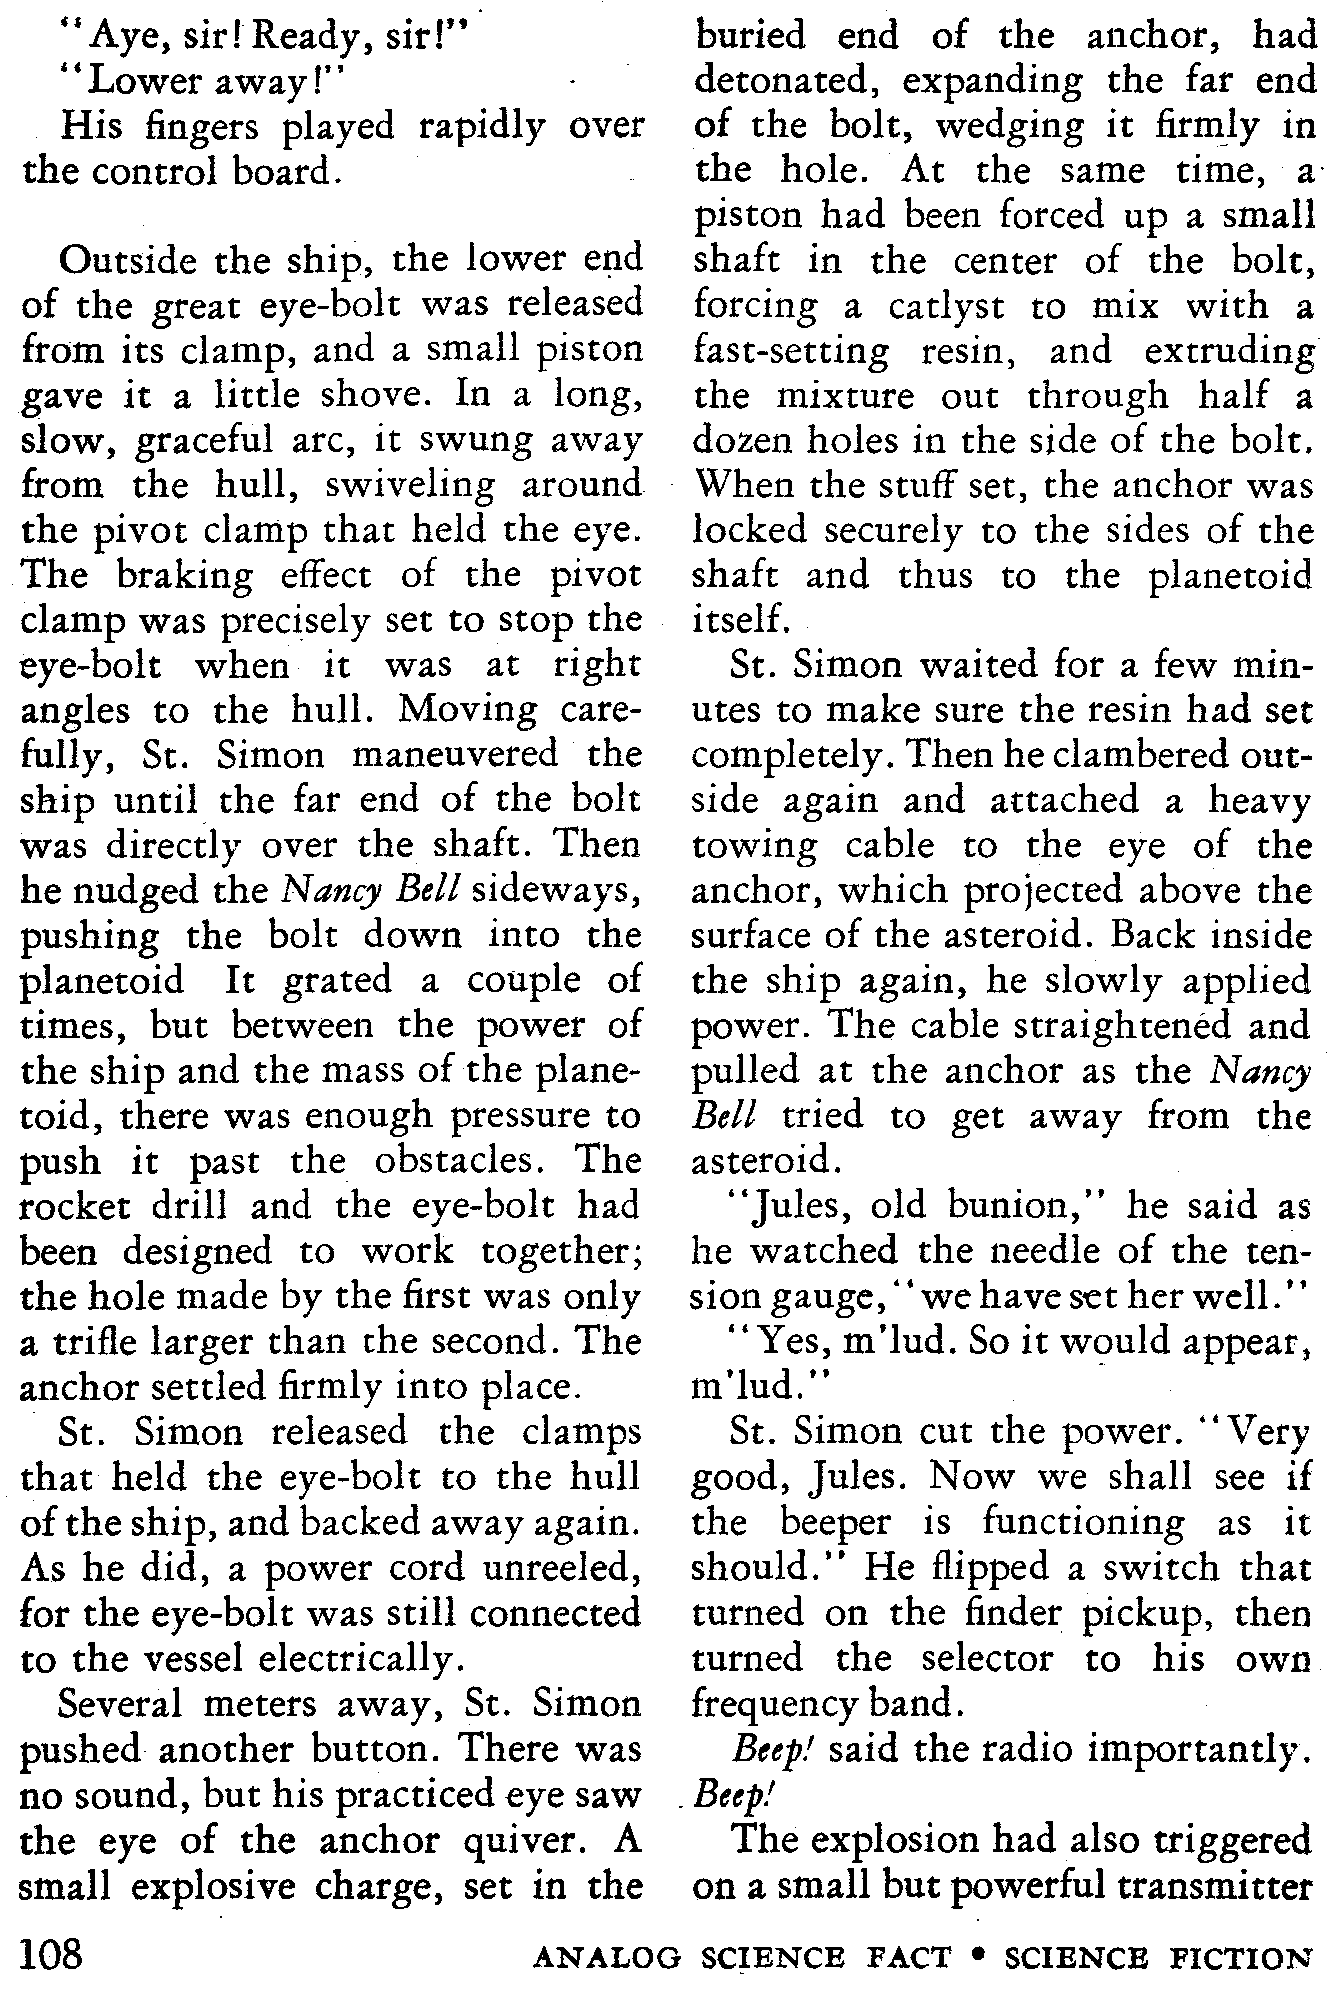 “Aye, sir! Ready, sir!”
“Lower away!”
His fingers played rapidly over
the control board.
Outside the ship, the lower end
of the great eye-bolt was released
from its clamp, and a small piston
gave it a little shove. In a long,
slow, graceful arc, it swung away
from the hull, swiveling around
the pivot clamp that held the eye.
The braking effect of the pivot
clamp was precisely set to stop the
eye-bolt when it was at right
angles to the hull. Moving care-
fully, St. Simon maneuvered the
ship until the far end of the bolt
was directly over the shaft. Then
he nudged the Nancy Bell sideways,
pushing the bolt down into the
planetoid It grated a couple of
times, but between the power of
the ship and the mass of the plane-
toid, there was enough pressure to
push it past the obstacles. The
rocket drill and the eye-bolt had
been designed to work together;
the hole made by the first was only
a trifle larger than the second. The
anchor settled firmly into place.
St. Simon released the clamps
that held the eye-bolt to the hull
of the ship, and backed away again.
As he did, a power cord unreeled,
for the eye-bolt was still connected
to the vessel electrically.
Several meters away, St. Simon
pushed another button. There was
no sound, but his practiced eye saw
the eye of the anchor quiver. A
small explosive charge, set in the
buried end of the anchor, had
detonated, expanding the far end
of the bolt, wedging it firmly in
the hole. At the same time, a
piston had been forced up a small
shaft in the center of the bolt,
forcing a catlyst to mix with a
fast-setting resin, and extruding
the mixture out through half a
dozen holes in the side of the bolt.
When the stuff set, the anchor was
locked securely to the sides of the
shaft and thus to the planetoid
itself.
St. Simon waited for a few min-
utes to make sure the resin had set
completely. Then he clambered out-
side again and attached a heavy
towing cable to the eye of the
anchor, which projected above the
surface of the asteroid. Back inside
the ship again, he slowly applied
power. The cable straightened and
pulled at the anchor as the Nancy
Bell tried to get away from the
asteroid.
“Jules, old bunion,” he said as
he watched the needle of the ten-
sion gauge, “we have set her well.”
“Yes, m’lud. So it would appear,
m’lud.”
St. Simon cut the power. “Very
good, Jules. Now we shall see if
the beeper is functioning as it
should.” He flipped a switch that
turned on the finder pickup, then
turned the selector to his own
frequency band.
Beep! said the radio importantly.
Beep!
The explosion had also triggered
on a small but powerful transmitter
108
ANALOG SCIENCE FACT • SCIENCE FICTION